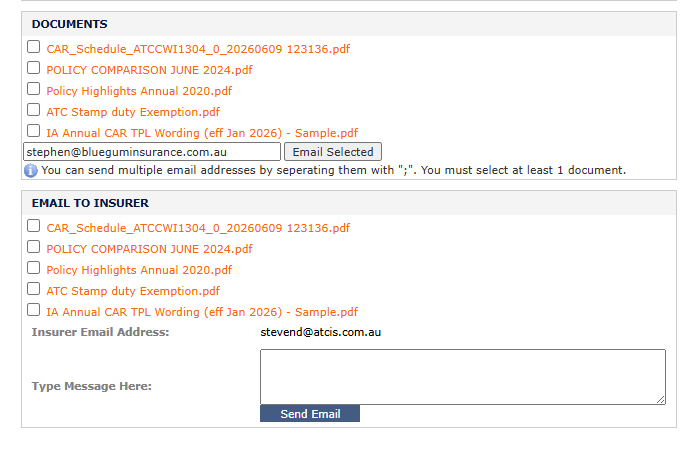 DOCUMENTS
CAR_Schedule_ATCCWI1304_0_20260609 123136.pdf
POLICY COMPARISON JUNE 2024.pdf
Policy Highlights Annual 2020.pdf
ATC Stamp duty Exemption.pdf
IA Annual CAR TPL Wording (eff Jan 2026) - Sample.pdf
stephen@blueguminsurance.com.au Email Selected
You can send multiple email addresses by seperating them with ";". You must select at least 1 document.
EMAIL TO INSURER
CAR_Schedule_ATCCWI1304_0_20260609 123136.pdf
POLICY COMPARISON JUNE 2024.pdf
Policy Highlights Annual 2020.pdf
ATC Stamp duty Exemption.pdf
IA Annual CAR TPL Wording (eff Jan 2026) - Sample.pdf
Insurer Email Address: stevend@atcis.com.au
Type Message Here:
Send Email